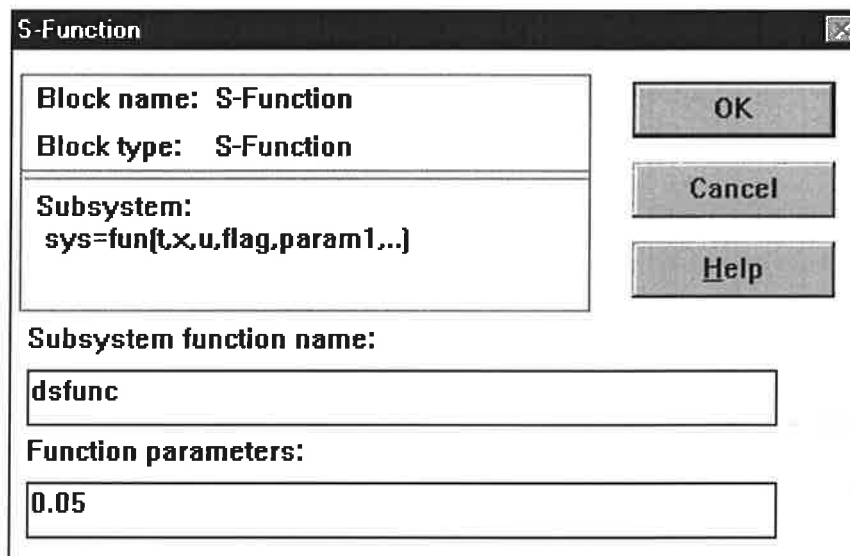 S-Function
Block name: S-Function
Block type: S-Function
Subsystem:
sys=fun(t,x,u,flag,param1,..)
OK
Cancel
Help
Subsystem function name:
dsfunc
Function parameters:
0.05